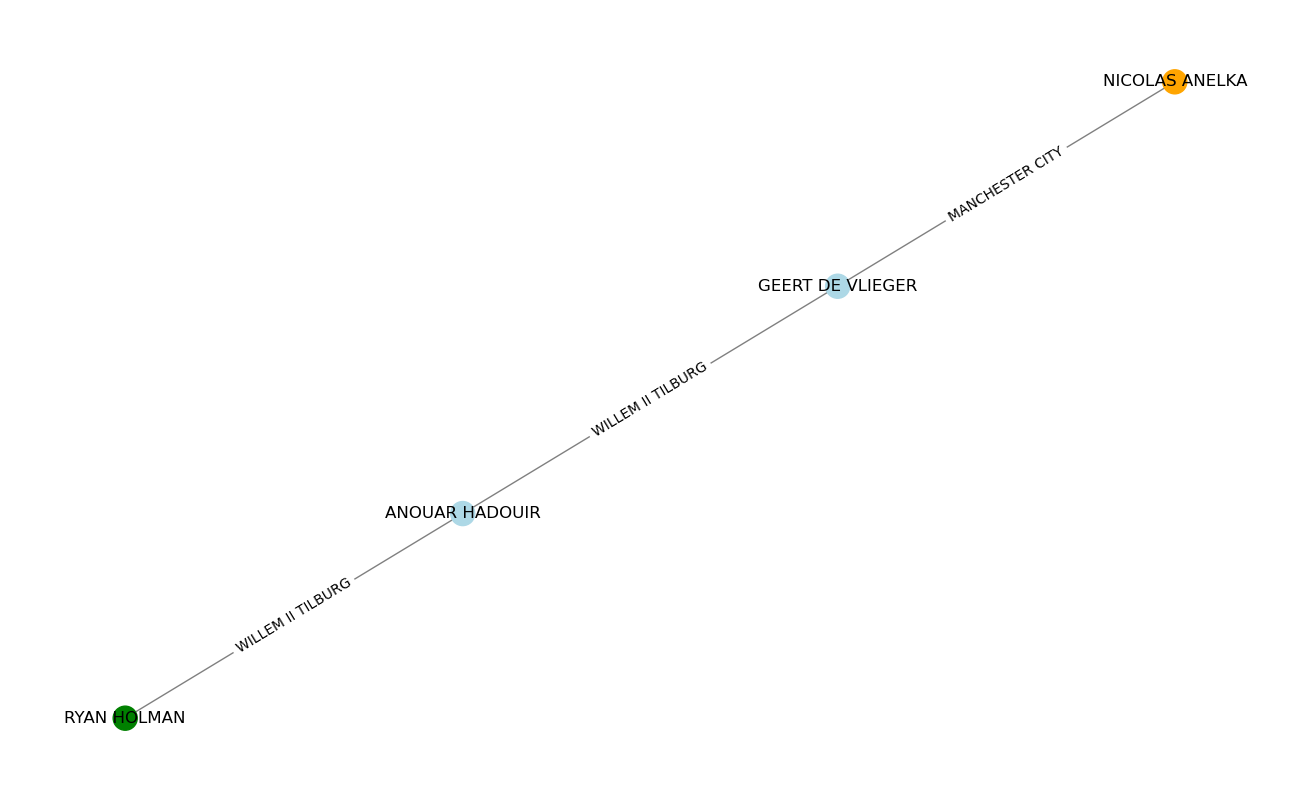 NICOLAS ANELKA
MANCHESTER CITY
GEERT DE VLIEGER
WILLEM II TILBURG
ANOUAR HADOUIR
WILLEM II TILBURG
RYAN HOLMAN